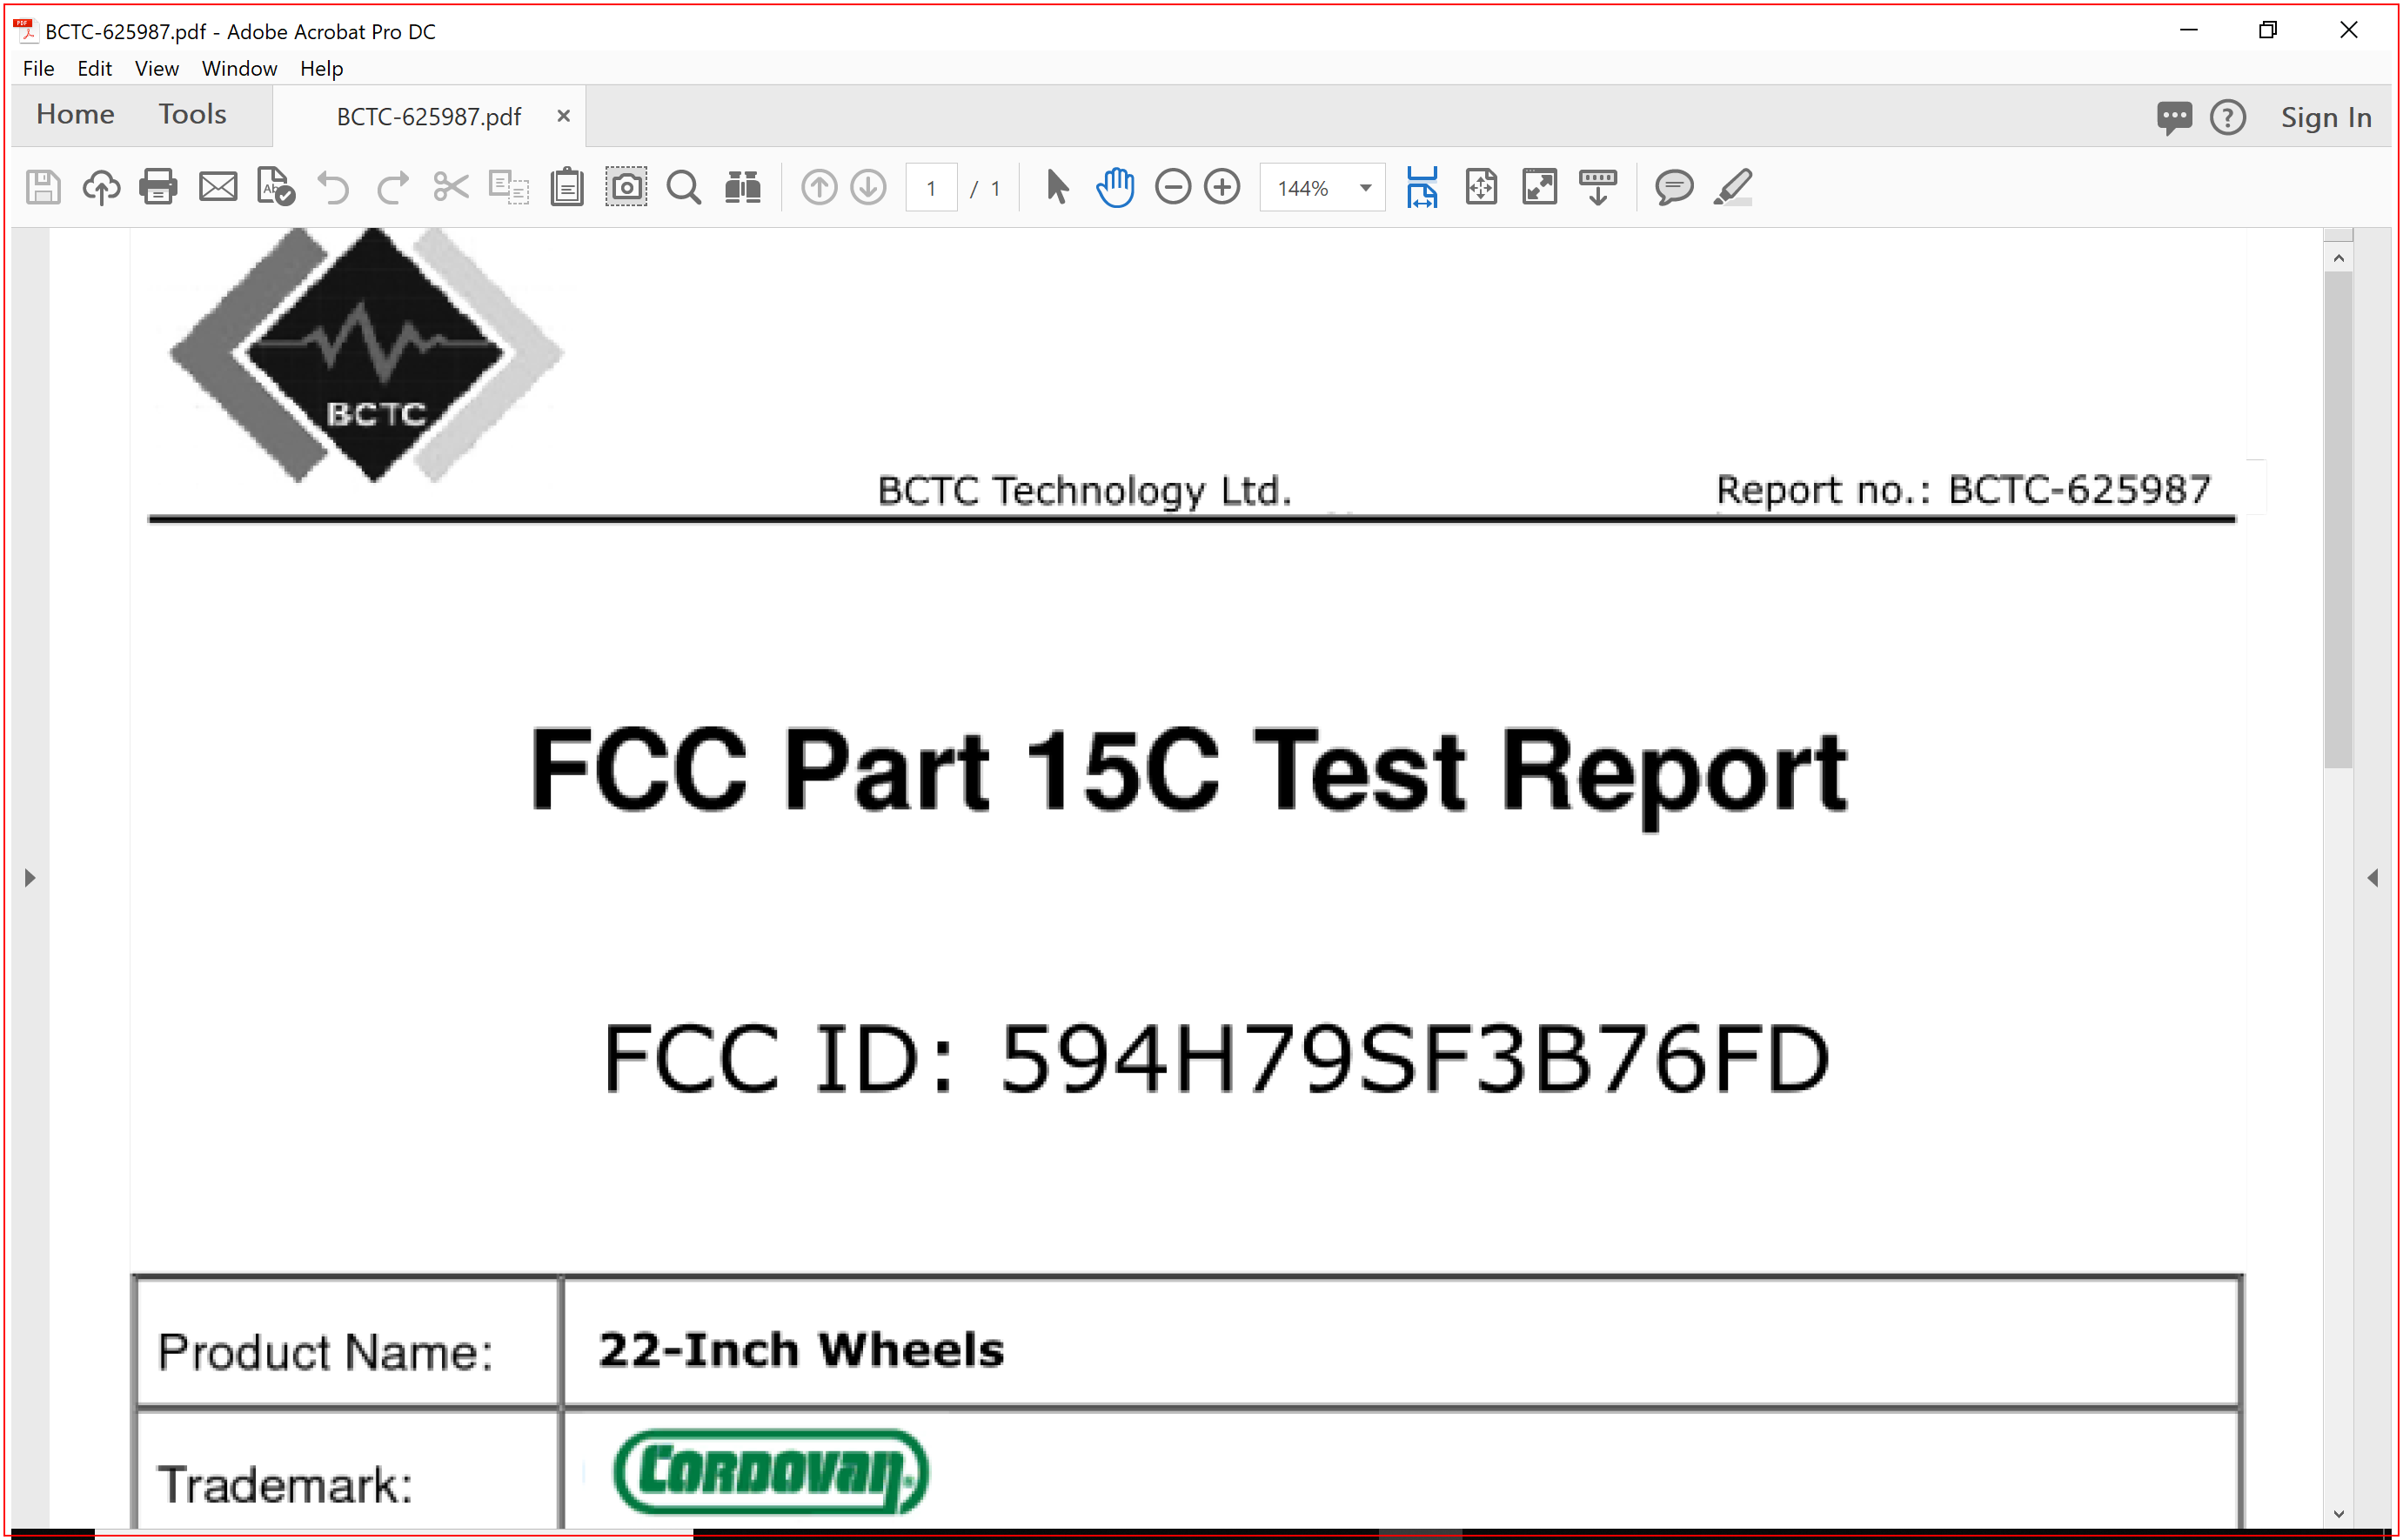 BCTC-625987.pdf - Adobe Acrobat Pro DC
File Edit View Window Help
Home Tools BCTC-625987.pdf × Sign In
1 / 1 144%
BCTC
BCTC Technology Ltd. Report no.: BCTC-625987
FCC Part 15C Test Report
FCC ID: 594H79SF3B76FD
Product Name: 22-Inch Wheels
Trademark: CORDOVAN